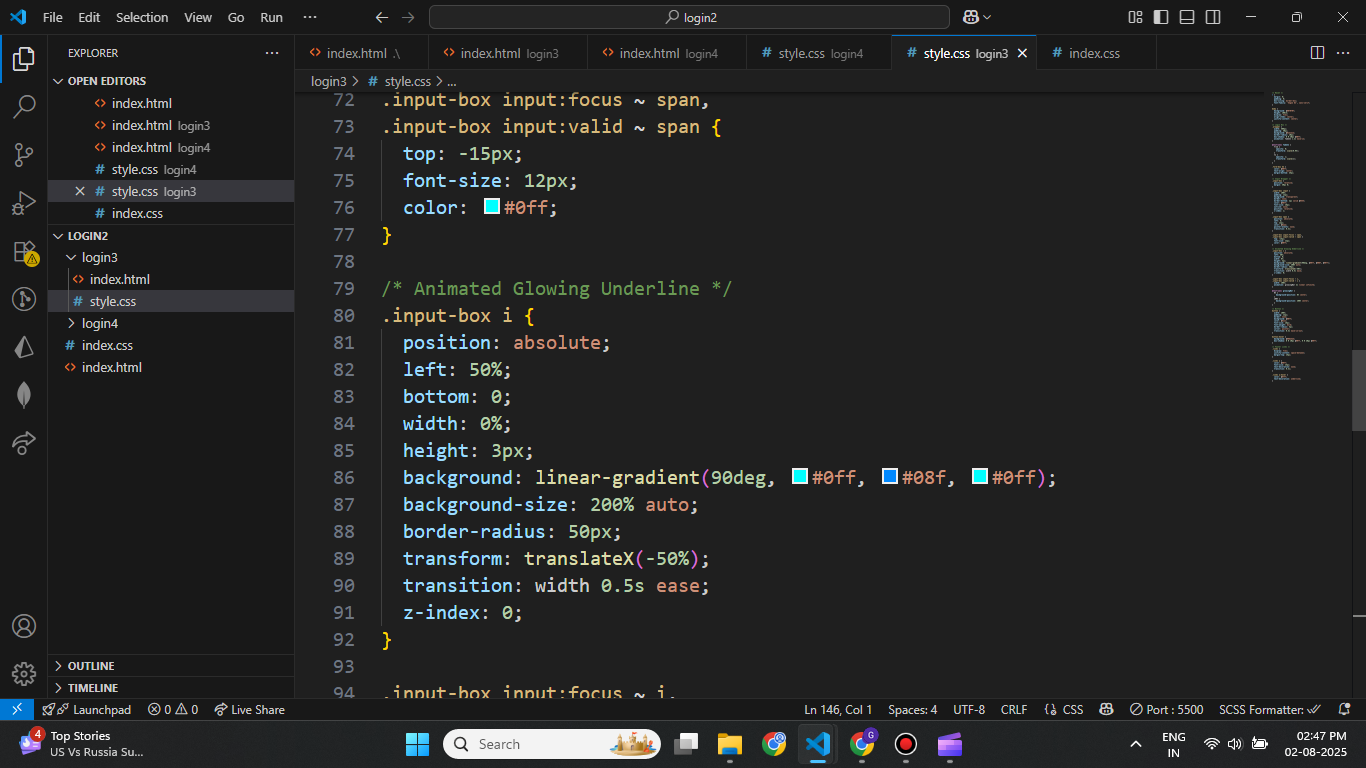 File Edit Selection View Go Run ··· login2
EXPLORER ···
OPEN EDITORS
index.html
index.html login3
index.html login4
style.css login4
style.css login3
index.css
LOGIN2
login3
index.html
style.css
login4
index.css
index.html
OUTLINE
TIMELINE
index.html .\ index.html login3 index.html login4 style.css login4 style.css login3 index.css
login3 > style.css > ...
72 .input-box input:focus ~ span,
73 .input-box input:valid ~ span {
74 top: -15px;
75 font-size: 12px;
76 color: #0ff;
77 }
78
79 /* Animated Glowing Underline */
80 .input-box i {
81 position: absolute;
82 left: 50%;
83 bottom: 0;
84 width: 0%;
85 height: 3px;
86 background: linear-gradient(90deg, #0ff, #08f, #0ff);
87 background-size: 200% auto;
88 border-radius: 50px;
89 transform: translateX(-50%);
90 transition: width 0.5s ease;
91 z-index: 0;
92 }
93
94 .input-box input:focus ~ i,
Launchpad 0 0 Live Share Ln 146, Col 1 Spaces: 4 UTF-8 CRLF {} CSS Port : 5500 SCSS Formatter:
4 Top Stories
US Vs Russia Su...
Search
G
ENG
IN
02:47 PM
02-08-2025